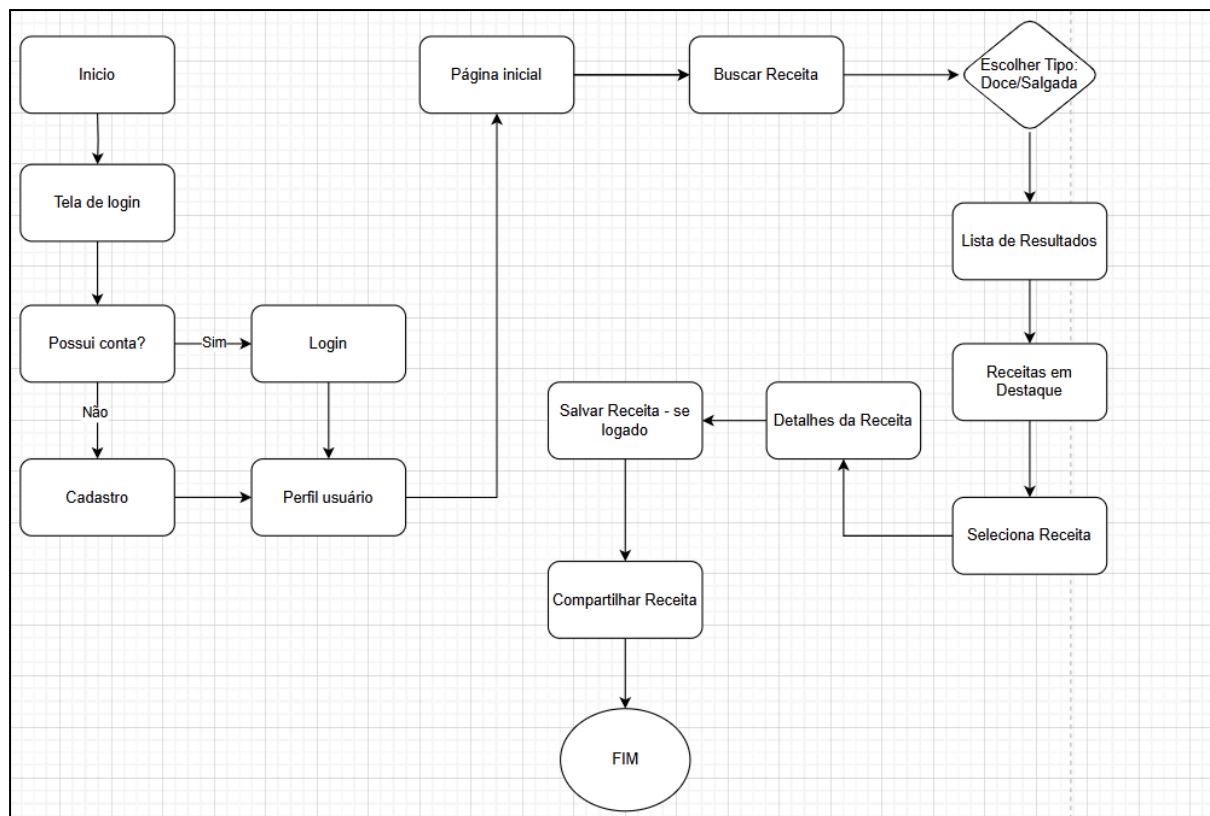 Inicio
Tela de login
Possui conta?
Sim
Login
Não
Cadastro
Perfil usuário
Página inicial
Buscar Receita
Escolher Tipo:
Doce/Salgada
Lista de Resultados
Receitas em
Destaque
Seleciona Receita
Detalhes da Receita
Salvar Receita - se
logado
Compartilhar Receita
FIM